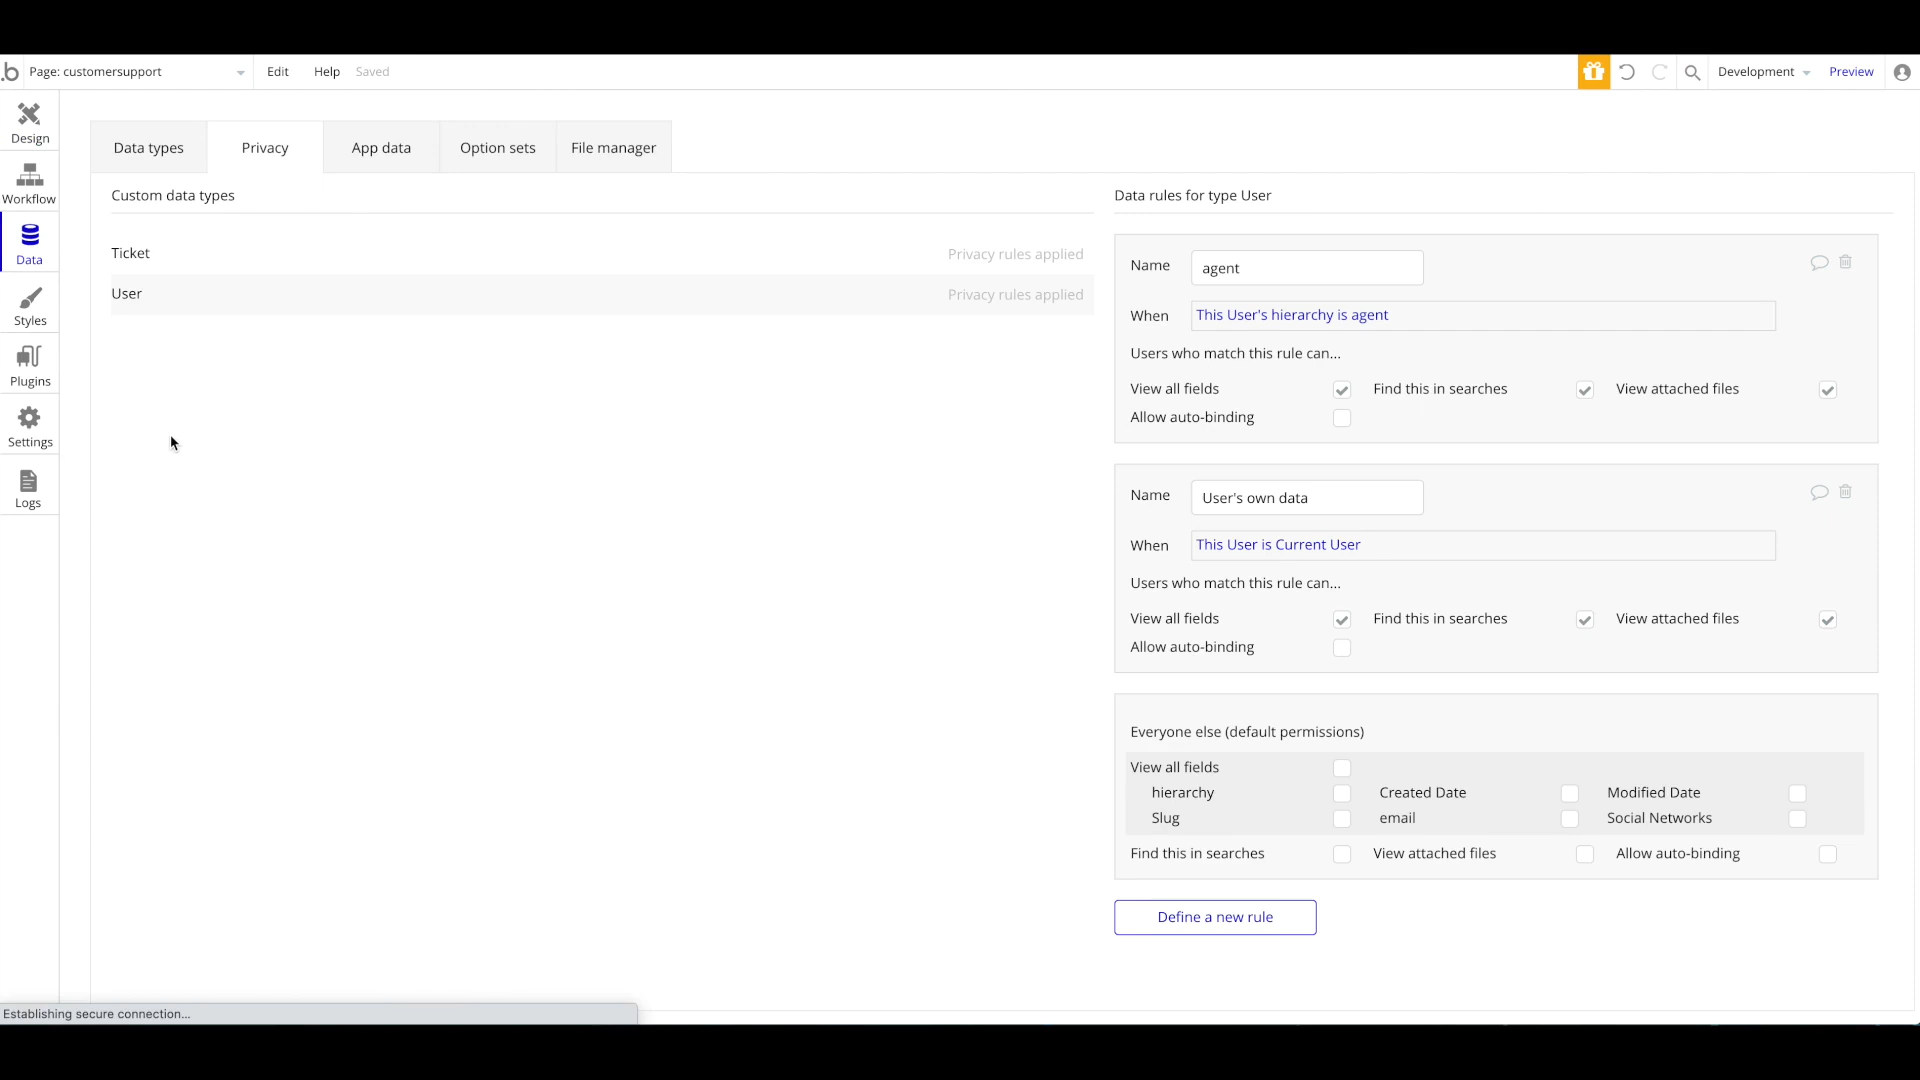 .b Page: customersupport Edit Help Saved Development Preview
Design
Workflow
Data
Styles
Plugins
Settings
Logs
Data types Privacy App data Option sets File manager
Custom data types
Ticket Privacy rules applied
User Privacy rules applied
Data rules for type User
Name agent
When This User's hierarchy is agent
Users who match this rule can...
View all fields Find this in searches View attached files
Allow auto-binding
Name User's own data
When This User is Current User
Users who match this rule can...
View all fields Find this in searches View attached files
Allow auto-binding
Everyone else (default permissions)
View all fields
hierarchy Created Date Modified Date
Slug email Social Networks
Find this in searches View attached files Allow auto-binding
Define a new rule
Establishing secure connection...